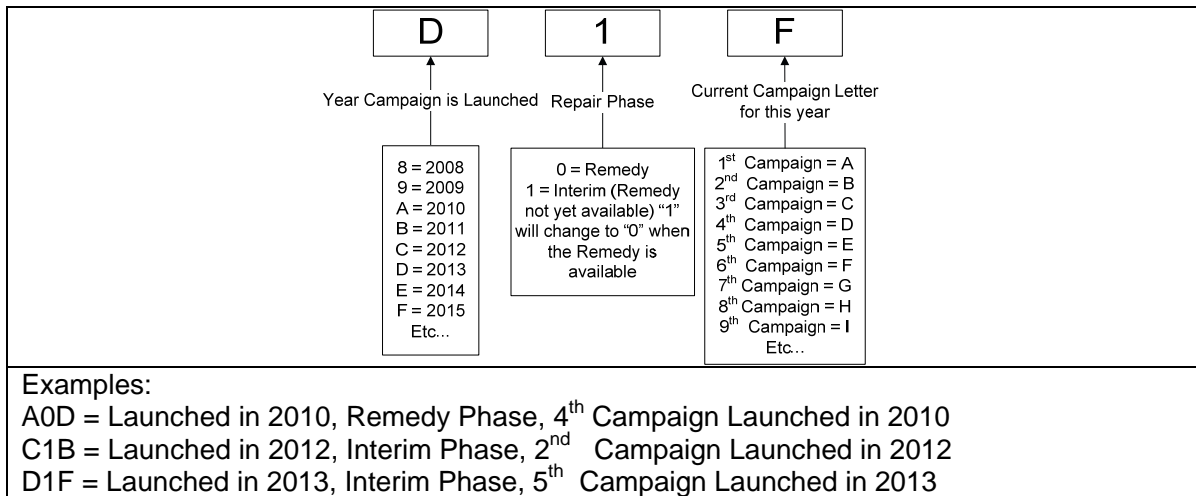 D 1 F
Year Campaign is Launched
Repair Phase
Current Campaign Letter
for this year
8 = 2008
9 = 2009
A = 2010
B = 2011
C = 2012
D = 2013
E = 2014
F = 2015
Etc...
0 = Remedy
1 = Interim (Remedy
not yet available) “1”
will change to “0” when
the Remedy is
available
1st Campaign = A
2nd Campaign = B
3rd Campaign = C
4th Campaign = D
5th Campaign = E
6th Campaign = F
7th Campaign = G
8th Campaign = H
9th Campaign = I
Etc...
Examples:
A0D = Launched in 2010, Remedy Phase, 4th Campaign Launched in 2010
C1B = Launched in 2012, Interim Phase, 2nd Campaign Launched in 2012
D1F = Launched in 2013, Interim Phase, 5th Campaign Launched in 2013